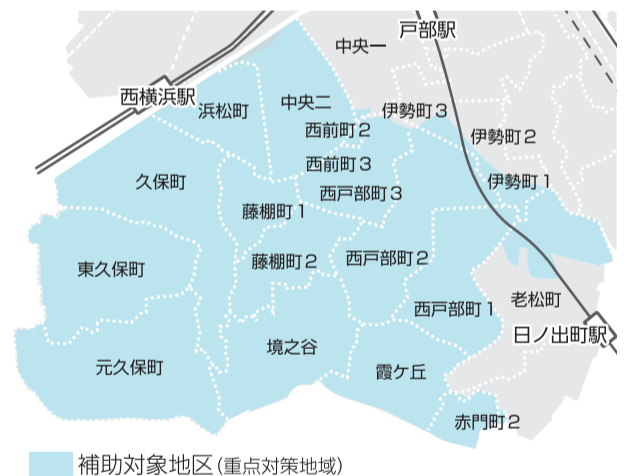 戸部駅
中央一
西横浜駅
浜松町
中央二
伊勢町3
西前町2
伊勢町2
西前町3
久保町
西戸部町3
伊勢町1
藤棚町1
東久保町
藤棚町2
西戸部町2
西戸部町1
老松町
日ノ出町駅
境之谷
元久保町
霞ケ丘
赤門町2
補助対象地区(重点対策地域)